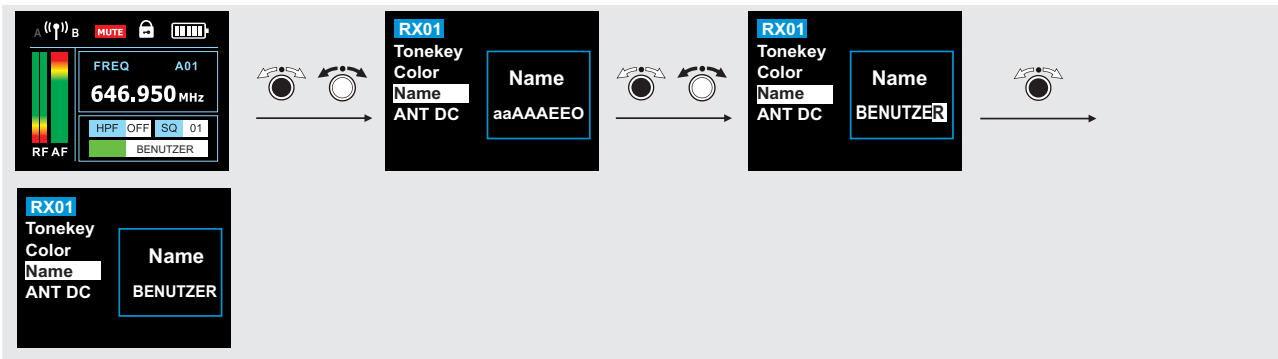 A B MUTE
FREQ A01
646.950 MHz
HPF OFF SQ 01
BENUTZER
RF AF
RX01
Tonekey
Color
Name
ANT DC
Name
aaAAAEEO
RX01
Tonekey
Color
Name
ANT DC
Name
BENUTZER
RX01
Tonekey
Color
Name
ANT DC
Name
BENUTZER